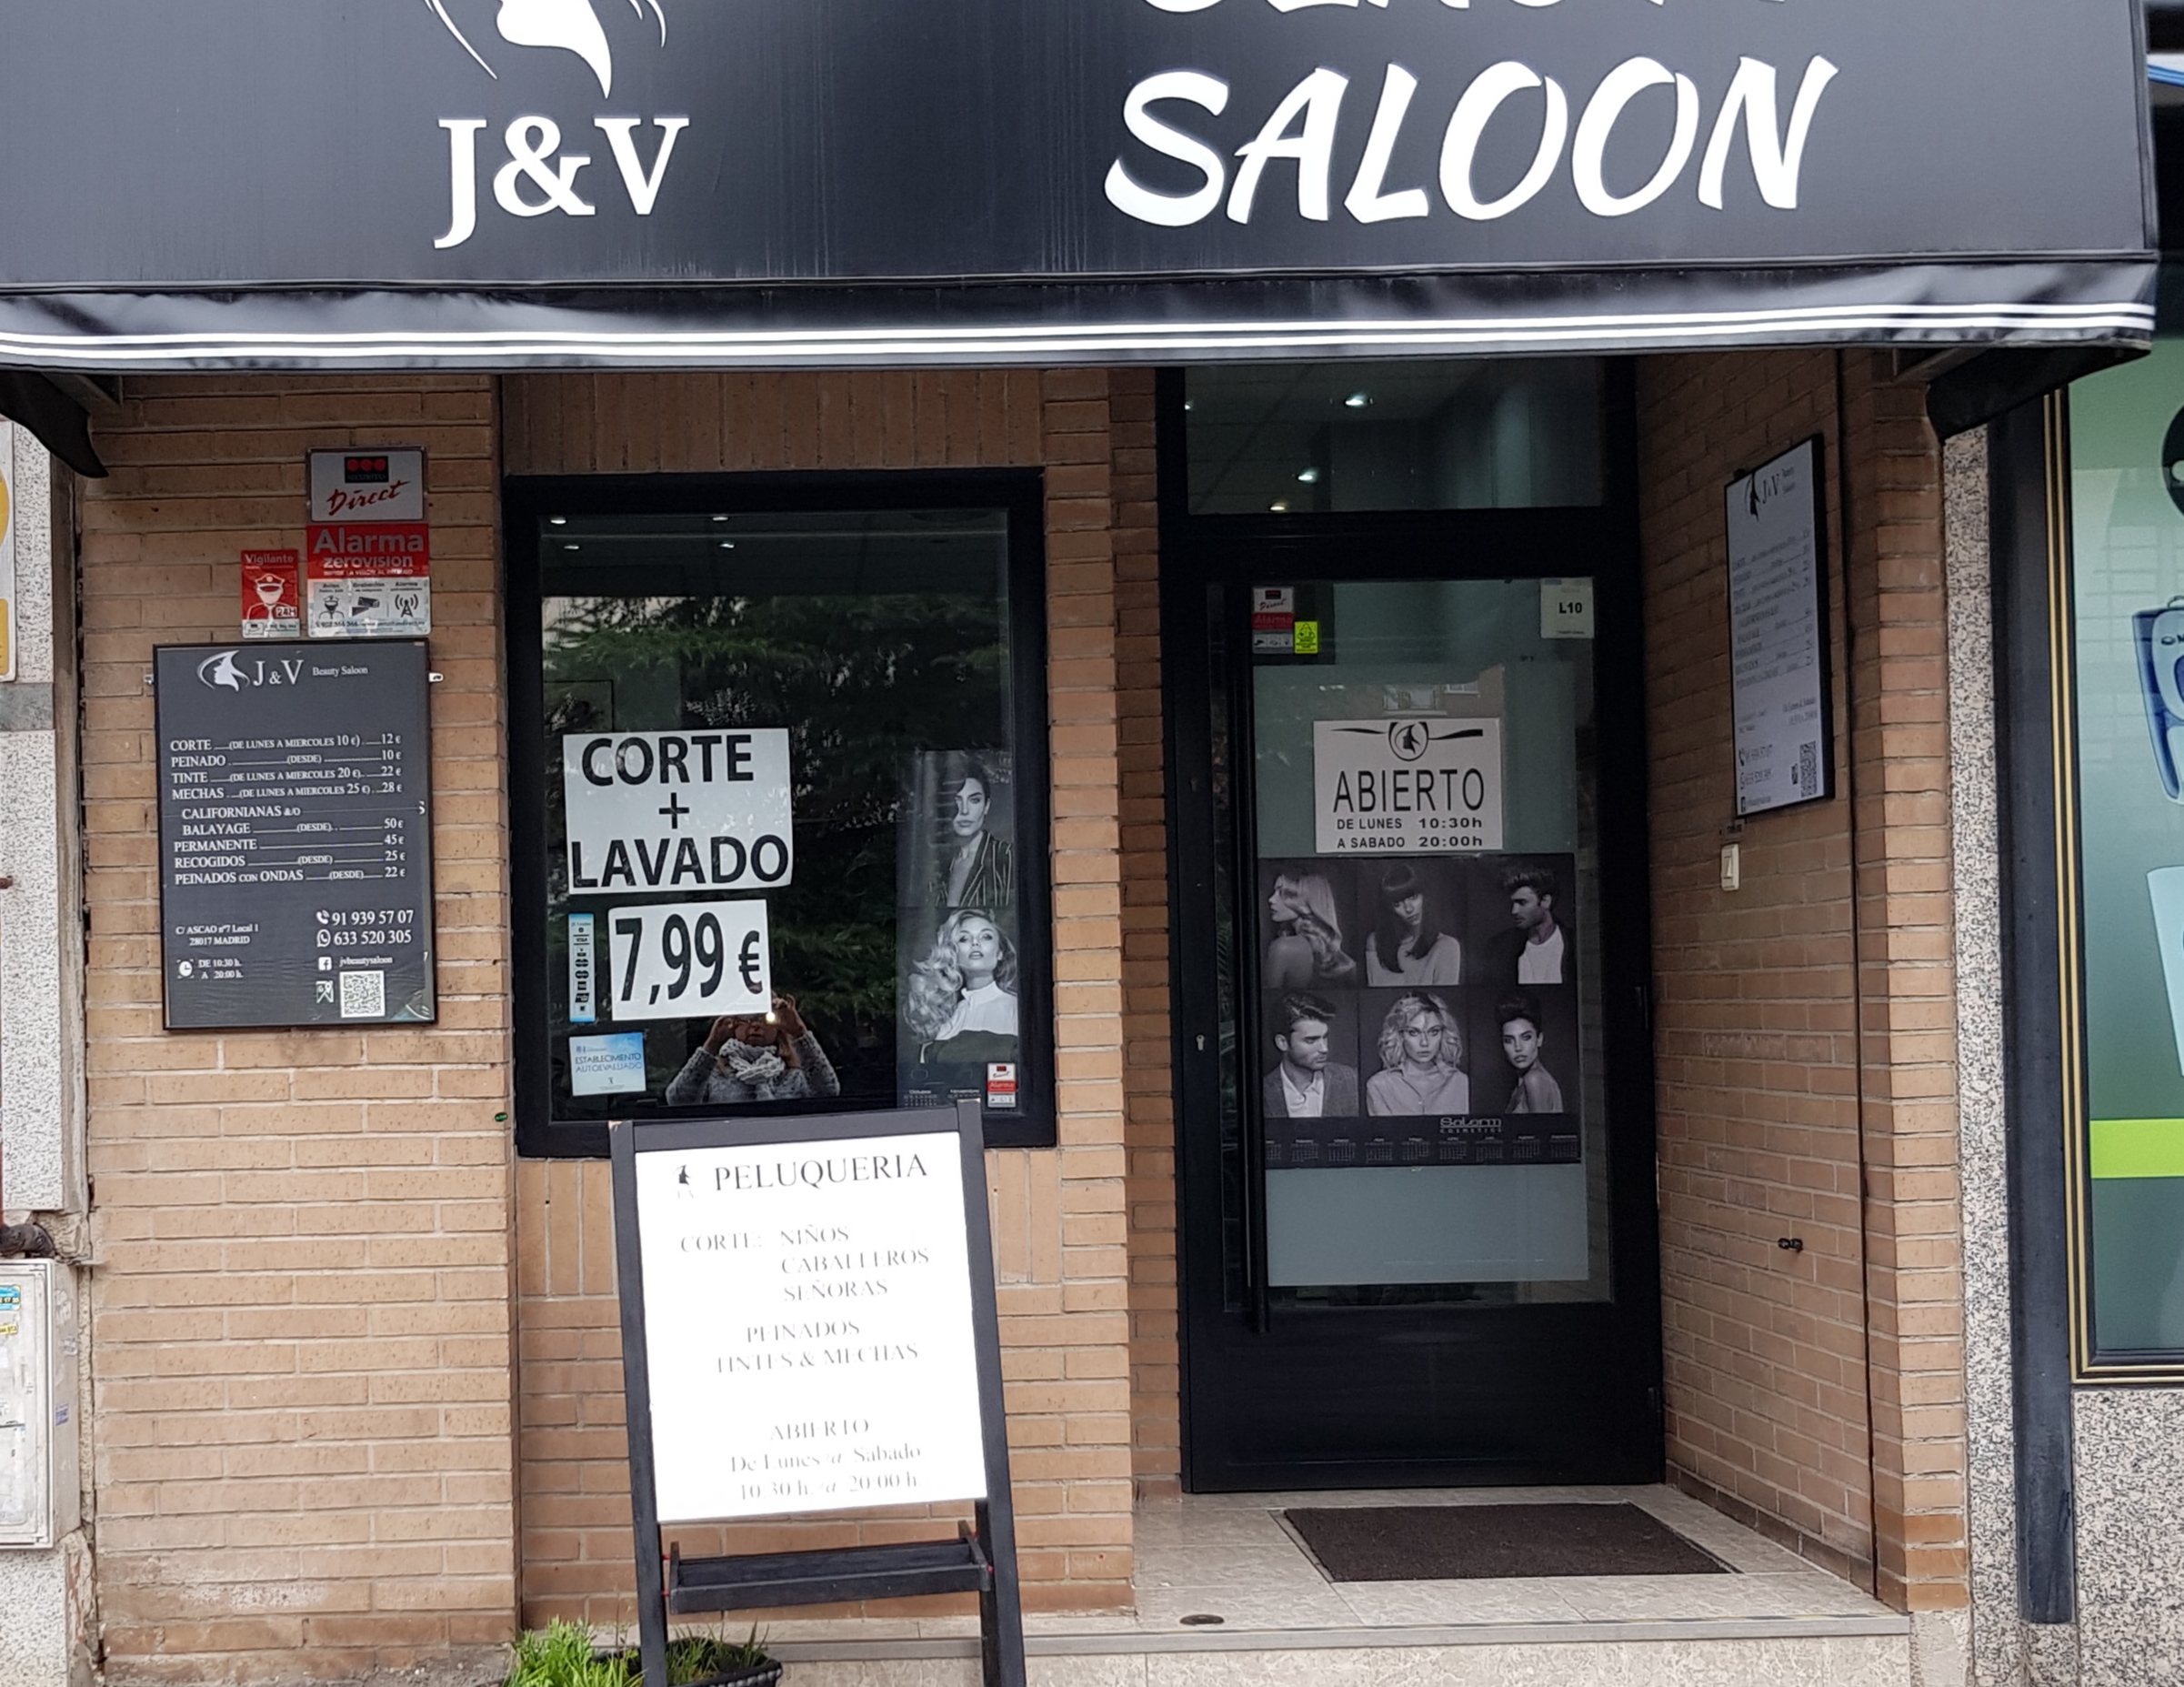 J&V
SALOON
Direct
Alarma
zerovision
Vigilante
24H
J & V Beauty Saloon
CORTE (DE LUNES A MIERCOLES 10 €) 12 €
PEINADO (DESDE) 10 €
TINTE (DE LUNES A MIERCOLES 20 €) 22 €
MECHAS (DE LUNES A MIERCOLES 25 €) 28 €
CALIFORNIANAS &/O
BALAYAGE (DESDE) 50 €
PERMANENTE 45 €
RECOGIDOS (DESDE) 25 €
PEINADOS CON ONDAS (DESDE) 22 €
C/ ASCAO nº7 Local 1
28017 MADRID
DE 10:30 h.
A 20:00 h.
91 939 57 07
633 520 305
jvbeautysaloon
CORTE
+
LAVADO
7,99 €
ESTABLECIMIENTO
AUTOEVALUADO
L10
ABIERTO
DE LUNES 10:30h
A SABADO 20:00h
Salerm
COSMETICS
PELUQUERIA
CORTE: NIÑOS
CABALLEROS
SEÑORAS
PEINADOS
TINTES & MECHAS
ABIERTO
De Lunes a Sabado
10:30 h. a 20:00 h
J&V Beauty